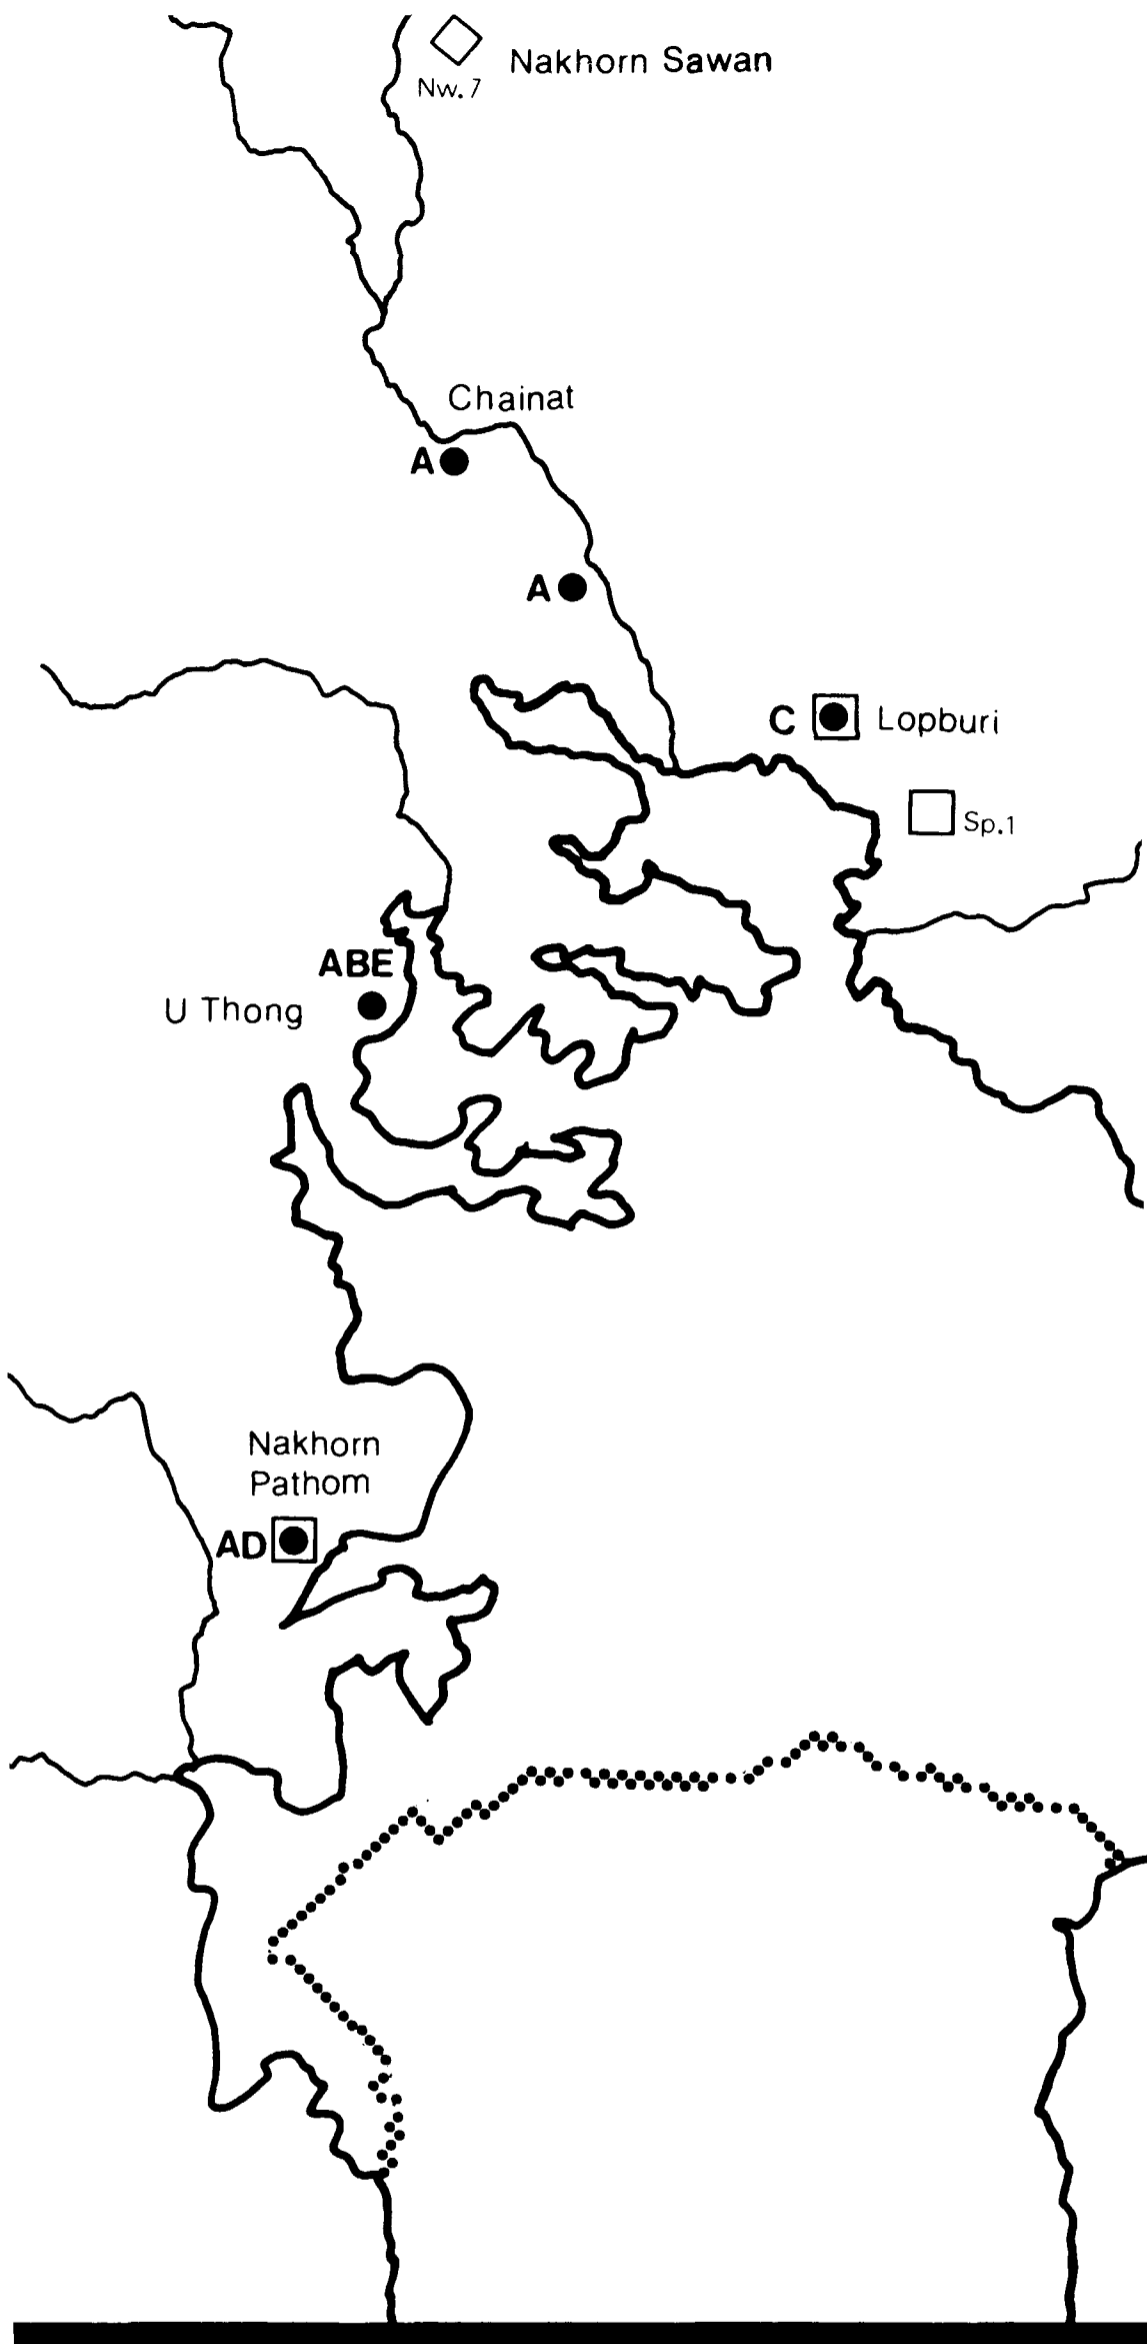 Nakhorn Sawan
Nw. 7
Chainat
A
A
C Lopburi
Sp.1
ABE
U Thong
Nakhorn
Pathom
AD